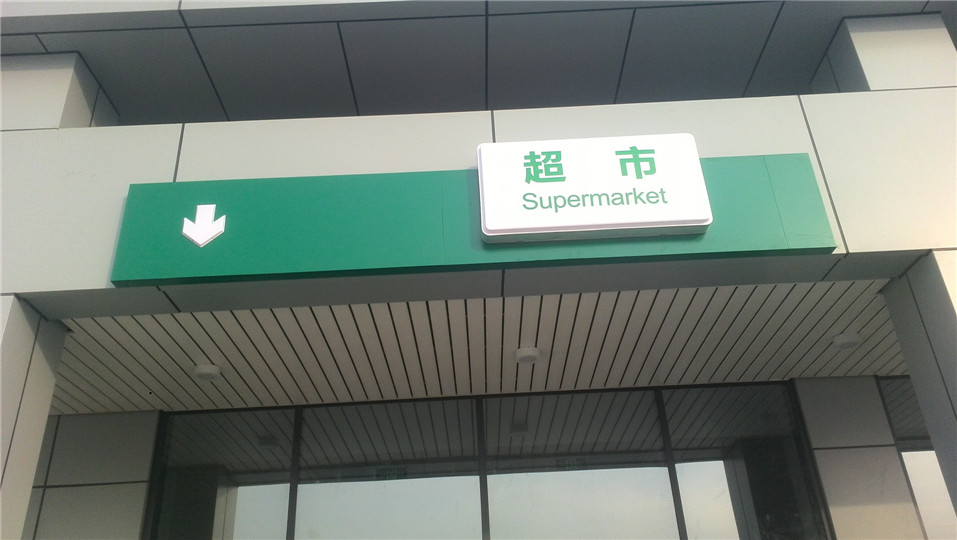 超 市
Supermarket